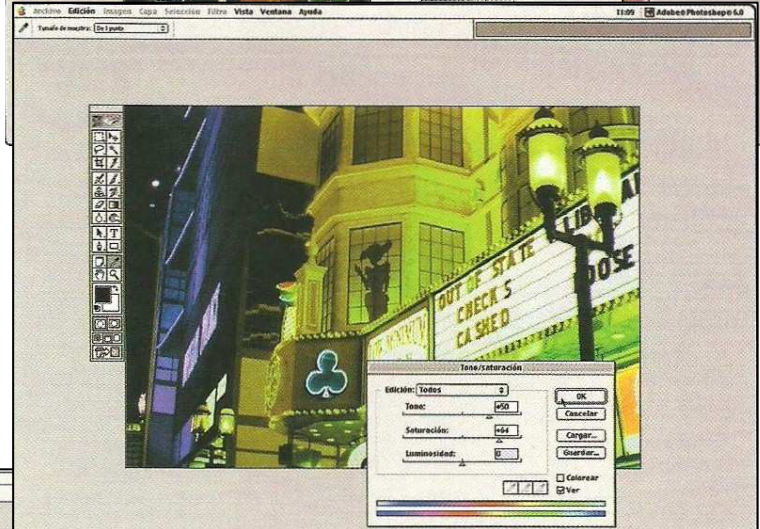 Archivo Edición Imagen Capa Selección Filtro Vista Ventana Ayuda
11:09 Adobe® Photoshop® 6.0
Tamaño de muestra: De 1 punto
OUT OF STATE
CHECKS
CASHED
LIB
OOSE
Tono/saturación
Edición: Todos
OK
Tono: +50
Cancelar
Saturación: +64
Cargar...
Luminosidad: 0
Guardar...
Colorear
Ver